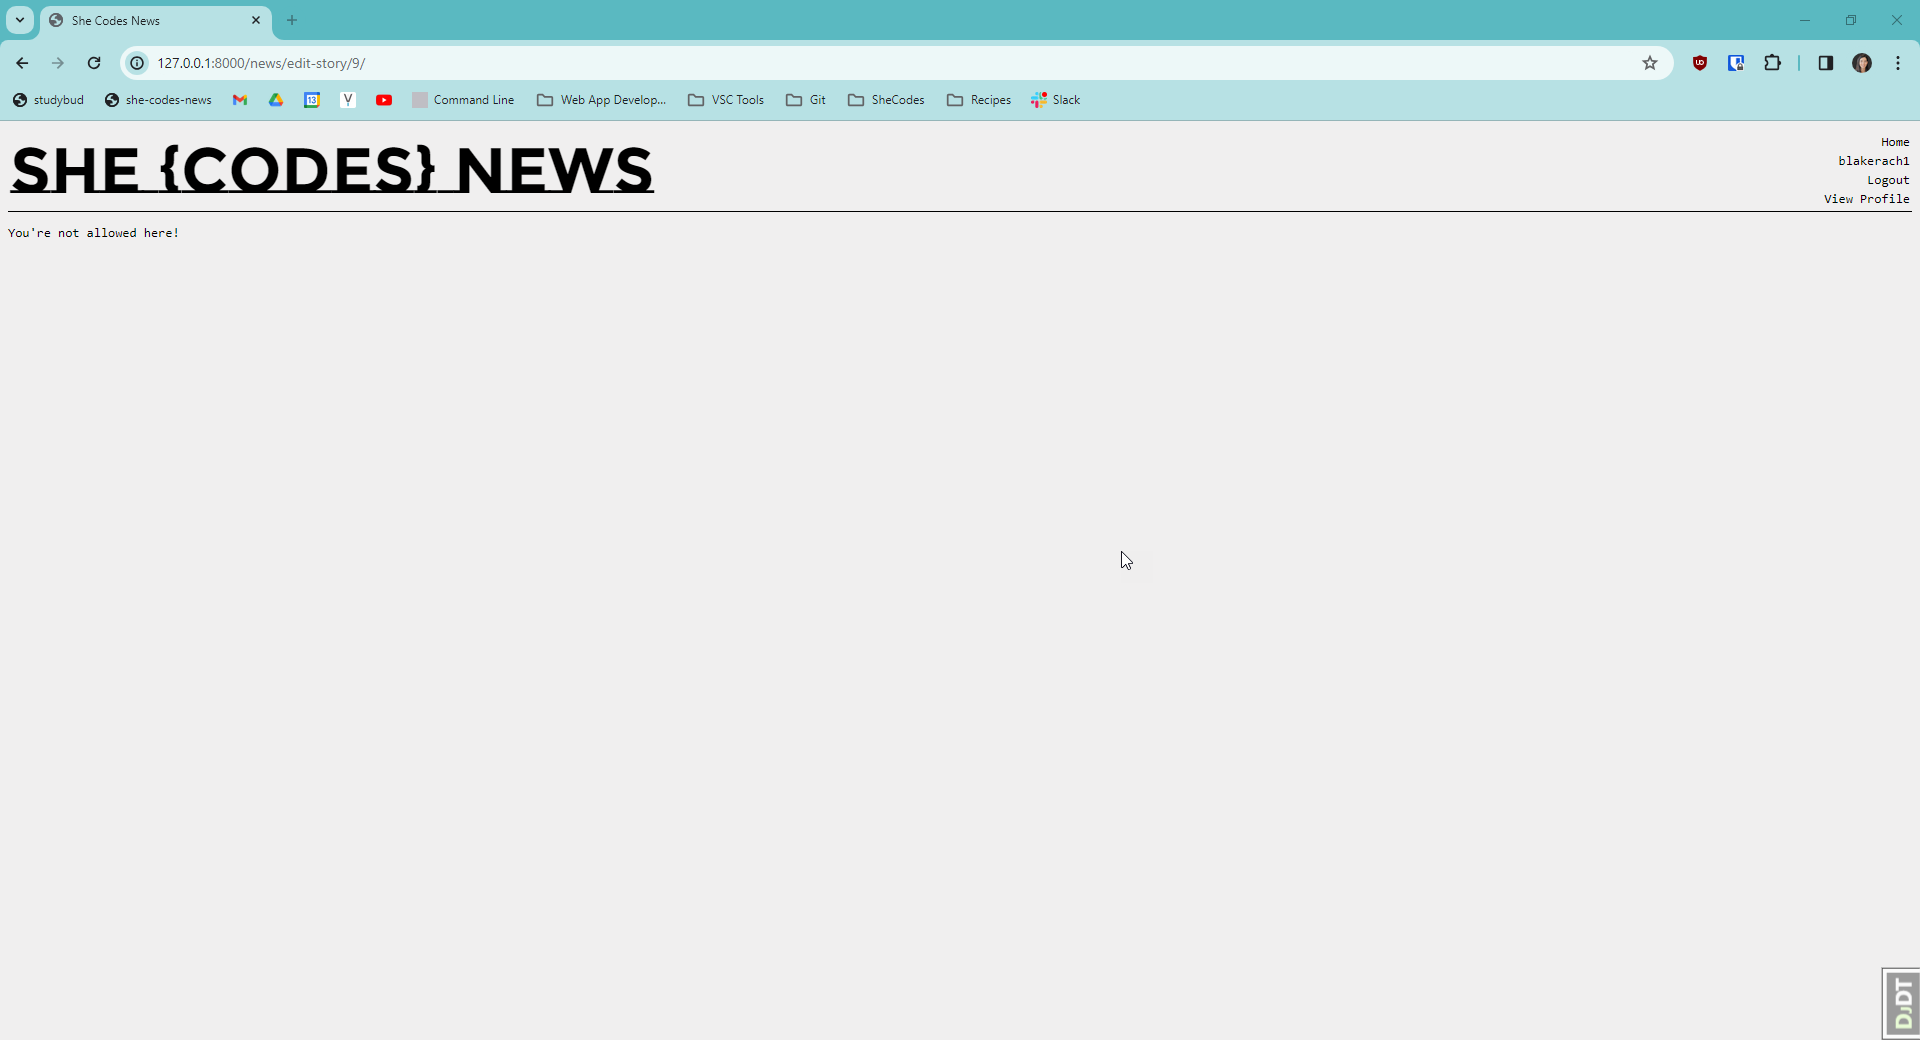 She Codes News
127.0.0.1:8000/news/edit-story/9/
studybud she-codes-news 13 Y Command Line Web App Develop... VSC Tools Git SheCodes Recipes Slack
SHE {CODES} NEWS
Home
blakerach1
Logout
View Profile
You're not allowed here!
DJDT